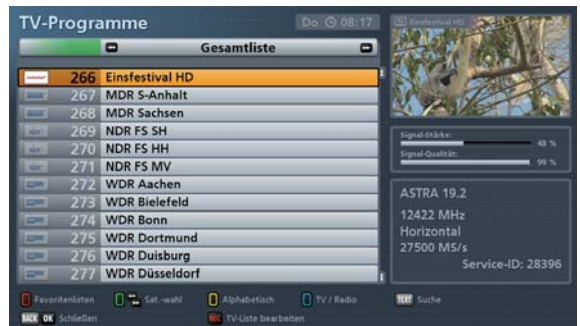 TV-Programme
Do 08:17
Gesamtliste
266 Einsfestival HD
267 MDR S-Anhalt
268 MDR Sachsen
269 NDR FS SH
270 NDR FS HH
271 NDR FS MV
272 WDR Aachen
273 WDR Bielefeld
274 WDR Bonn
275 WDR Dortmund
276 WDR Duisburg
277 WDR Düsseldorf
Einsfestival HD
Signal-Stärke:
48 %
Signal-Qualität:
99 %
ASTRA 19.2
12422 MHz
Horizontal
27500 MS/s
Service-ID: 28396
Favoritenlisten Sat.-wahl Alphabetisch TV / Radio TEXT Suche
BACK OK Schließen REC TV-Liste bearbeiten